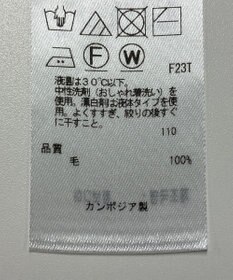 F W F23T
液温は30℃以下。
中性洗剤(おしゃれ着洗い)を
使用。漂白剤は液体タイプを使
用。よくすすぎ、絞りの後すぐ
に干すこと。
110
品質
毛 100%
カンボジア製